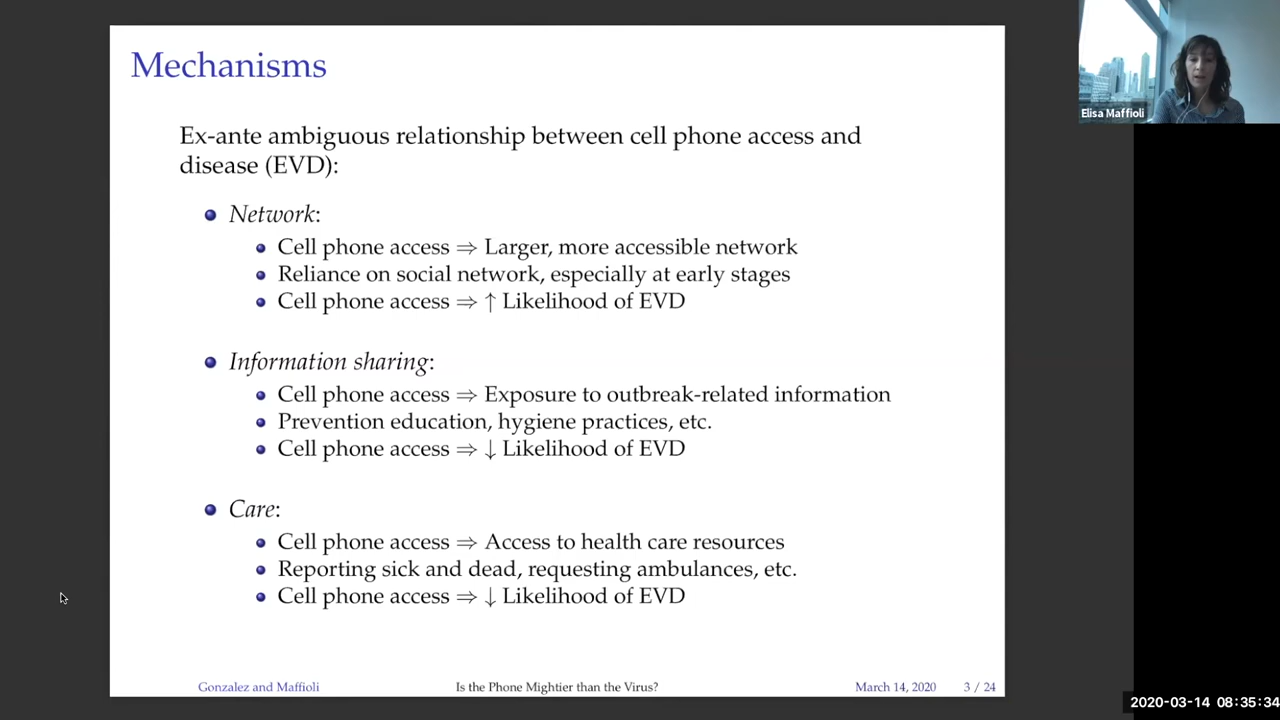 Mechanisms
Elisa Maffioli
Ex-ante ambiguous relationship between cell phone access and
disease (EVD):
Network:
Cell phone access ⇒ Larger, more accessible network
Reliance on social network, especially at early stages
Cell phone access ⇒ ↑ Likelihood of EVD
Information sharing:
Cell phone access ⇒ Exposure to outbreak-related information
Prevention education, hygiene practices, etc.
Cell phone access ⇒ ↓ Likelihood of EVD
Care:
Cell phone access ⇒ Access to health care resources
Reporting sick and dead, requesting ambulances, etc.
Cell phone access ⇒ ↓ Likelihood of EVD
Gonzalez and Maffioli Is the Phone Mightier than the Virus? March 14, 2020 3 / 24
2020-03-14 08:35:34